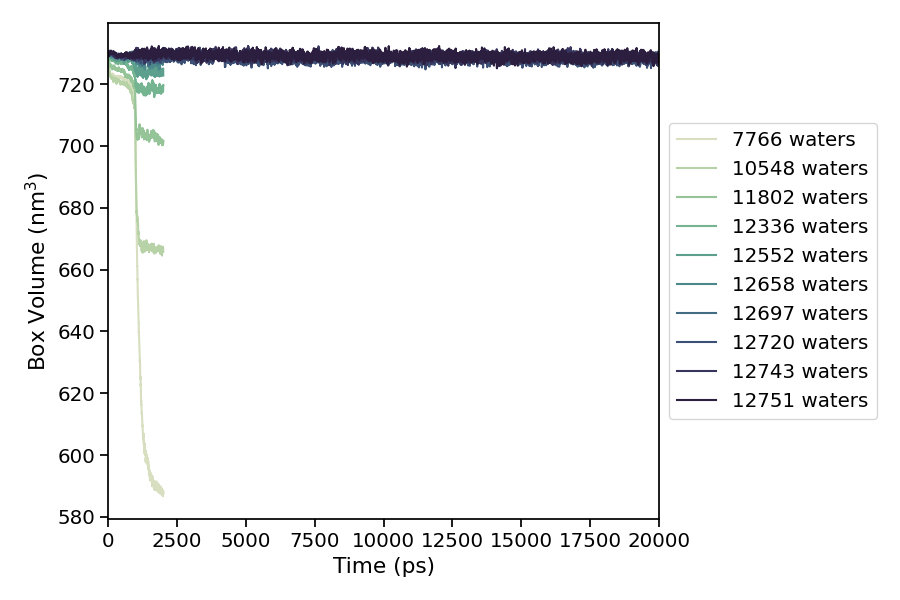 Box Volume (nm³)
720
700
680
660
640
620
600
580
0 2500 5000 7500 10000 12500 15000 17500 20000
Time (ps)
7766 waters
10548 waters
11802 waters
12336 waters
12552 waters
12658 waters
12697 waters
12720 waters
12743 waters
12751 waters